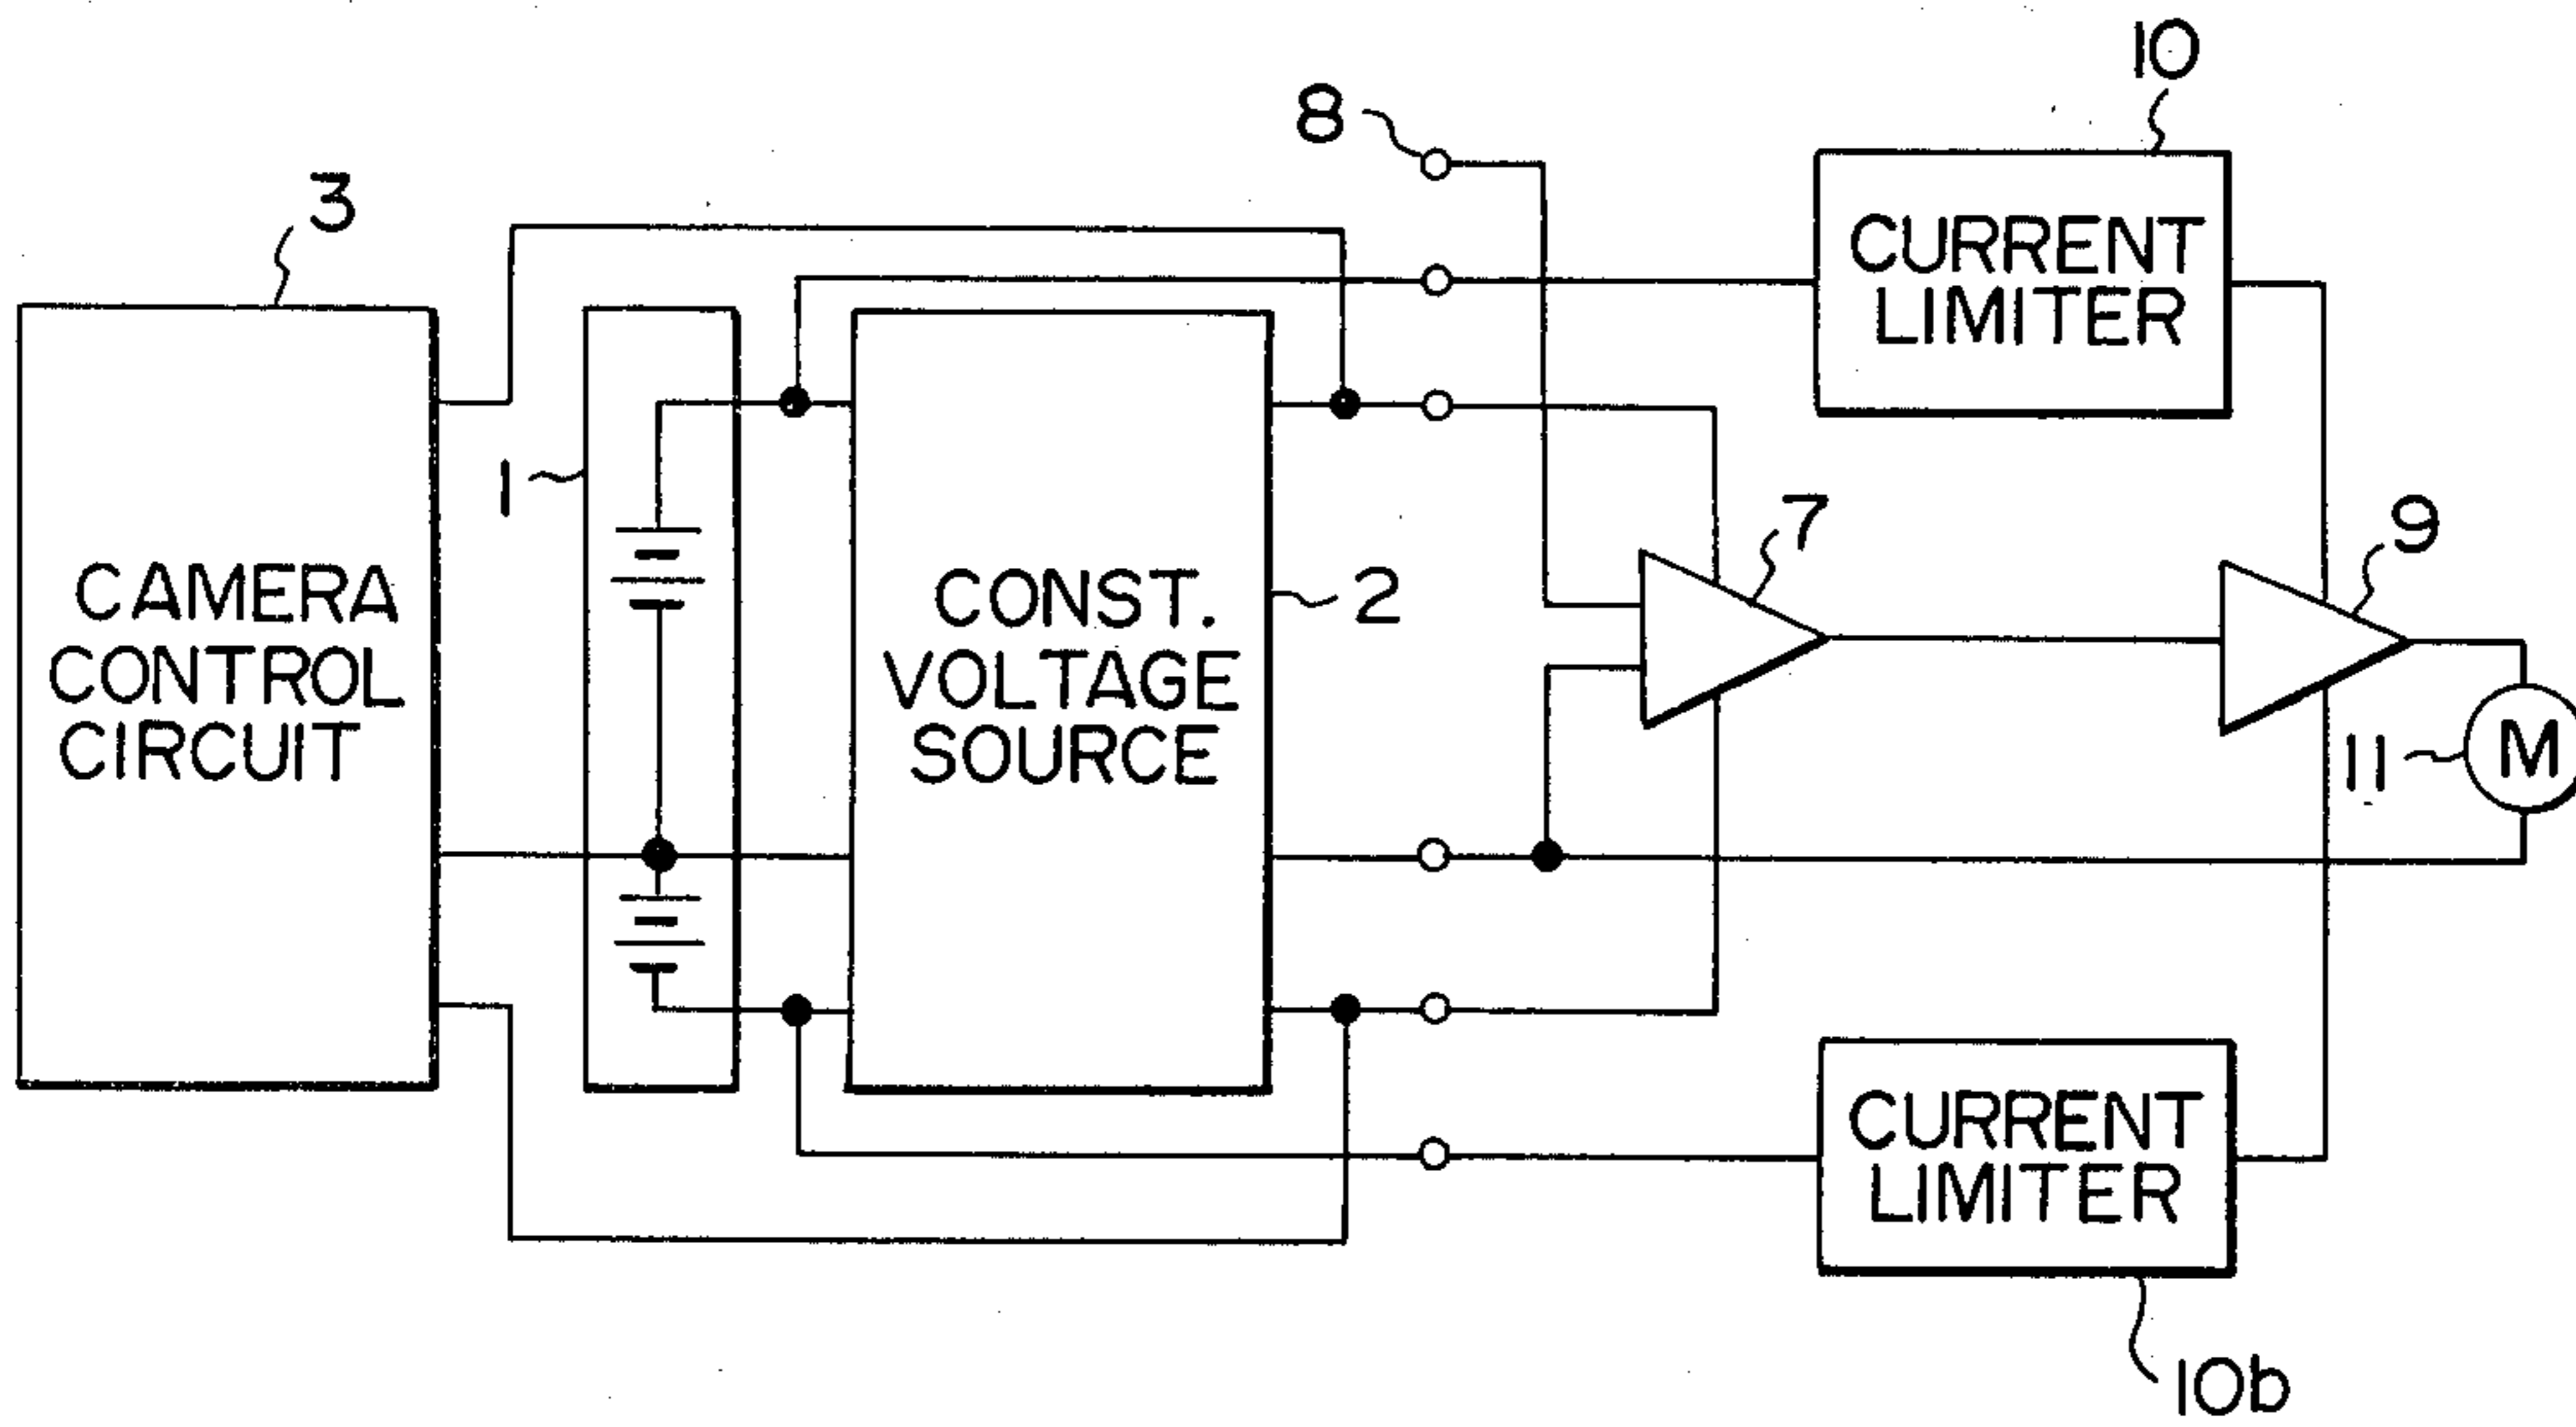 10
8
3
CURRENT
LIMITER
1
7
9
CAMERA
CONTROL
CIRCUIT
CONST.
VOLTAGE
SOURCE
2
11
M
CURRENT
LIMITER
10b